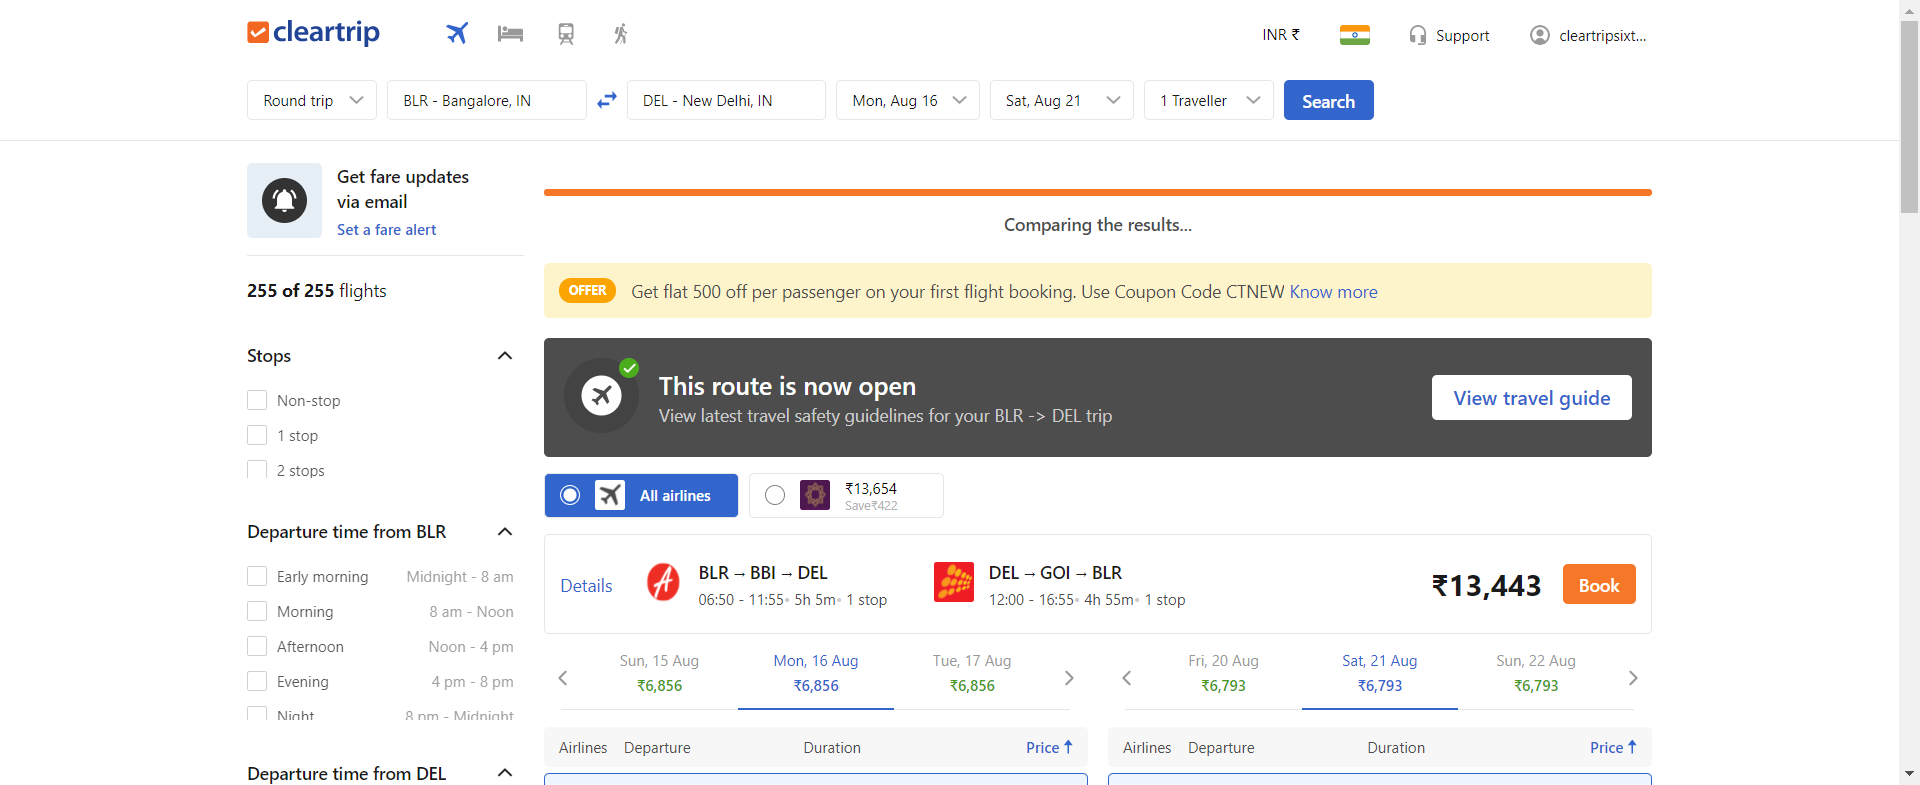 cleartrip
INR ₹
Support
cleartripsixt...
Round trip
BLR - Bangalore, IN
DEL - New Delhi, IN
Mon, Aug 16
Sat, Aug 21
1 Traveller
Search
Get fare updates
via email
Set a fare alert
255 of 255 flights
Stops
Non-stop
1 stop
2 stops
Departure time from BLR
Early morning Midnight - 8 am
Morning 8 am - Noon
Afternoon Noon - 4 pm
Evening 4 pm - 8 pm
Night 8 pm - Midnight
Departure time from DEL
Comparing the results...
OFFER Get flat 500 off per passenger on your first flight booking. Use Coupon Code CTNEW Know more
This route is now open
View latest travel safety guidelines for your BLR -> DEL trip
View travel guide
All airlines
₹13,654
Save₹422
Details
BLR → BBI → DEL
06:50 - 11:55• 5h 5m• 1 stop
DEL → GOI → BLR
12:00 - 16:55• 4h 55m• 1 stop
₹13,443
Book
Sun, 15 Aug
₹6,856
Mon, 16 Aug
₹6,856
Tue, 17 Aug
₹6,856
Fri, 20 Aug
₹6,793
Sat, 21 Aug
₹6,793
Sun, 22 Aug
₹6,793
Airlines Departure Duration Price ↑
Airlines Departure Duration Price ↑